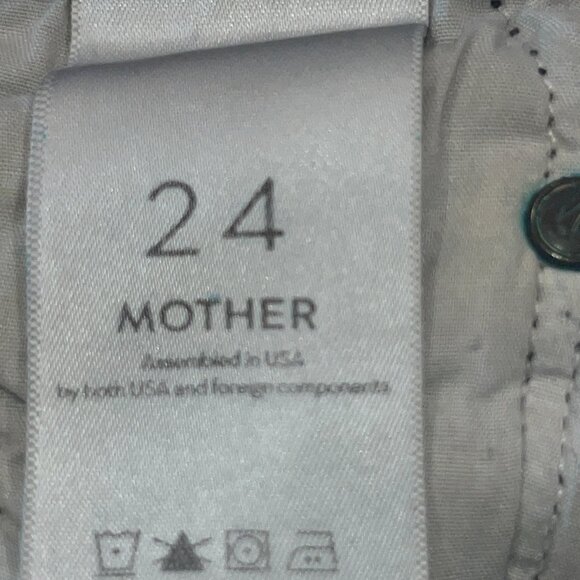 24
MOTHER
Assembled in USA
by both USA and foreign components